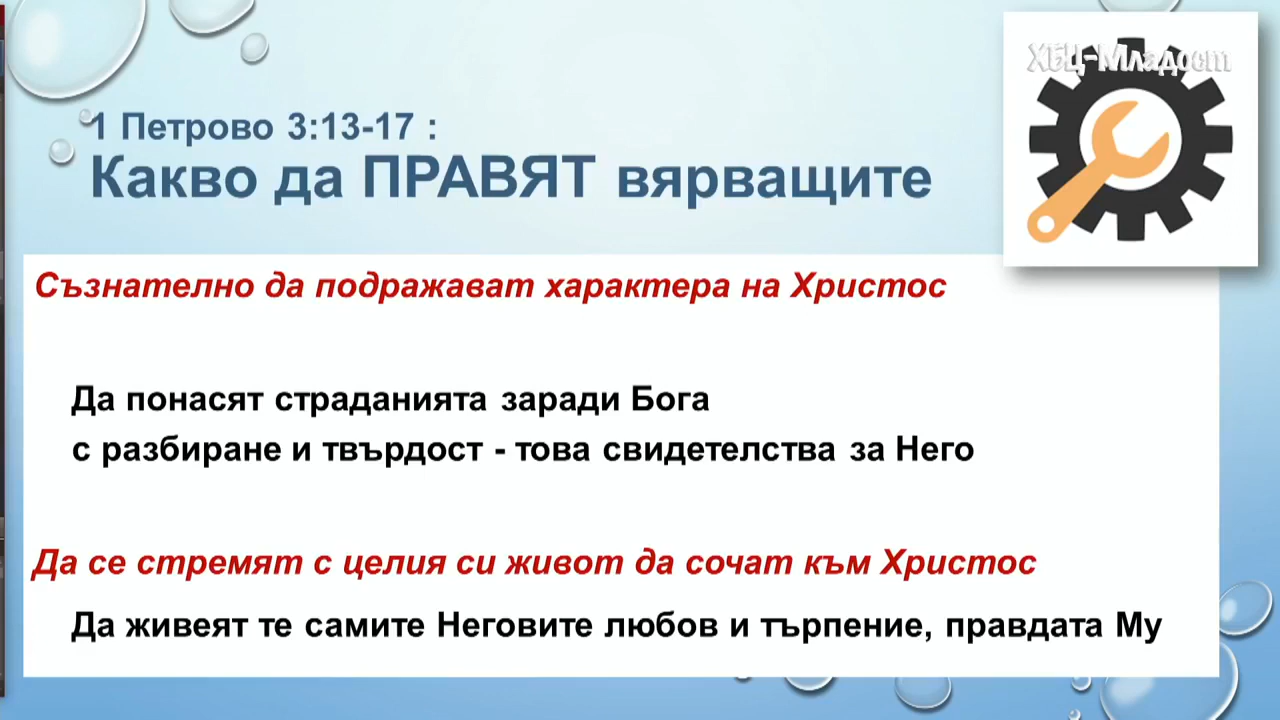 ХБЦ-Младост
1 Петрово 3:13-17 :
Какво да ПРАВЯТ вярващите
Съзнателно да подражават характера на Христос
Да понасят страданията заради Бога
с разбиране и твърдост - това свидетелства за Него
Да се стремят с целия си живот да сочат към Христос
Да живеят те самите Неговите любов и търпение, правдата Му